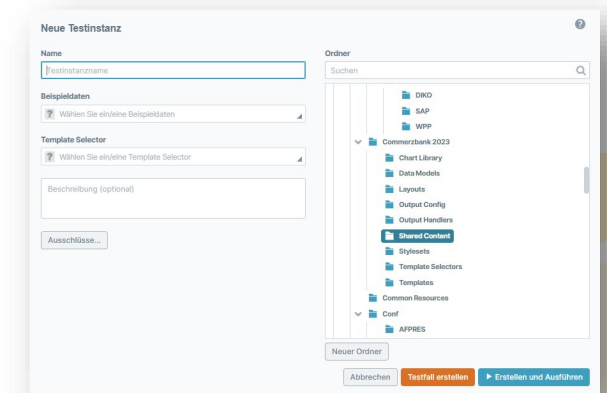 Neue Testinstanz
?
Name
Testinstanzname
Beispieldaten
? Wählen Sie ein/eine Beispieldaten
Template Selector
? Wählen Sie ein/eine Template Selector
Beschreibung (optional)
Ausschlüsse...
Ordner
Suchen
DIKO
SAP
WPP
Commerzbank 2023
Chart Library
Data Models
Layouts
Output Config
Output Handlers
Shared Content
Stylesets
Template Selectors
Templates
Common Resources
Conf
AFPRES
Neuer Ordner
Abbrechen
Testfall erstellen
Erstellen und Ausführen